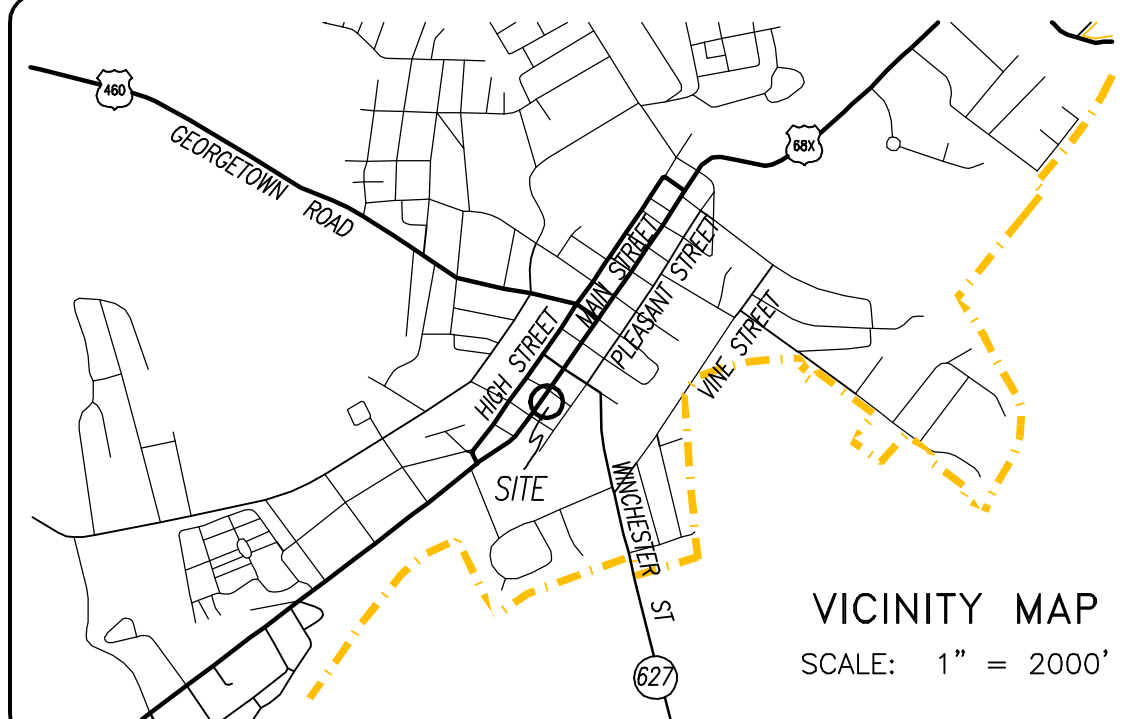 460
GEORGETOWN ROAD
68X
MAIN STREET
PLEASANT STREET
HIGH STREET
VINE STREET
SITE
WINCHESTER ST
627
VICINITY MAP
SCALE: 1" = 2000'